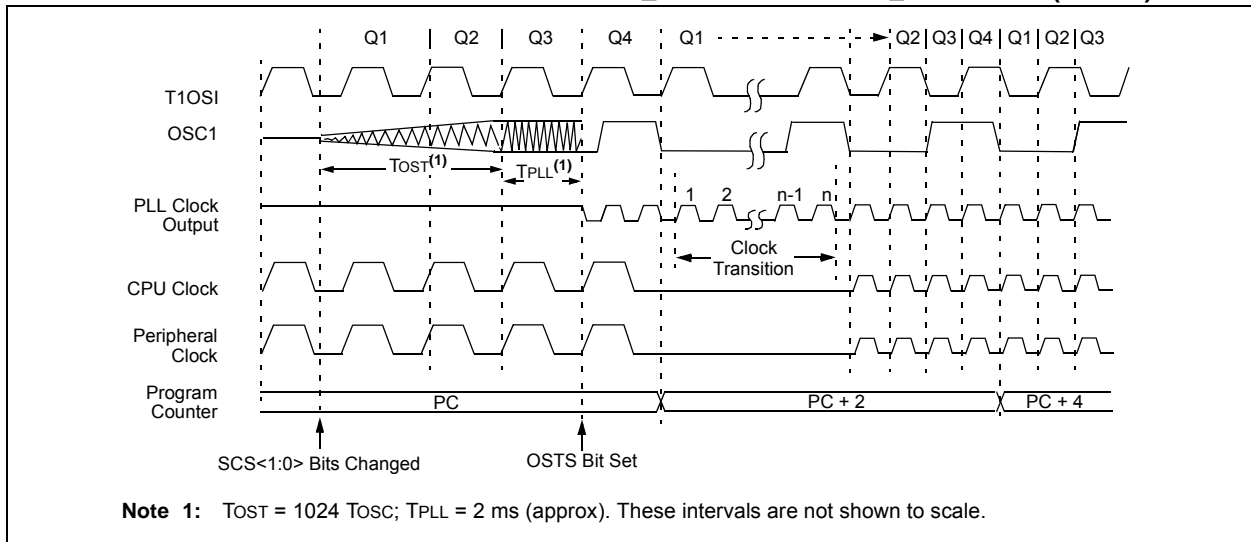 Q1 Q2 Q3 Q4 Q1 Q2 Q3 Q4 Q1 Q2 Q3
T1OSI
OSC1
TOST(1) TPLL(1)
1 2 n-1 n
PLL Clock
Output
Clock
Transition
CPU Clock
Peripheral
Clock
Program
Counter
PC PC + 2 PC + 4
SCS<1:0> Bits Changed OSTS Bit Set
Note 1: TOST = 1024 TOSC; TPLL = 2 ms (approx). These intervals are not shown to scale.